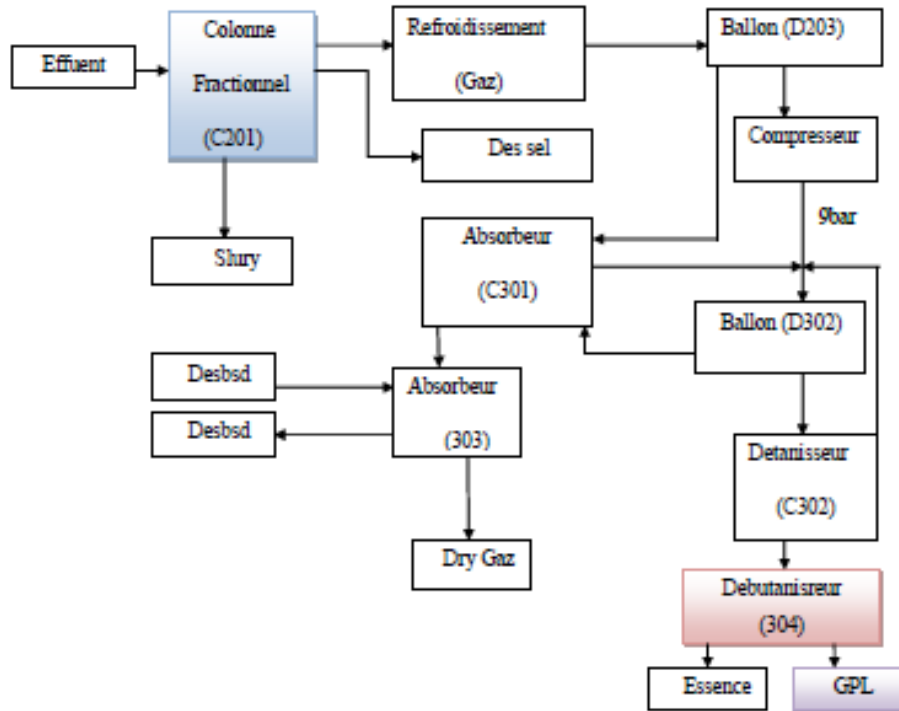 Colonne
Fractionnel
(C201)
Effuent
Refroidissement
(Gaz)
Ballon (D203)
Compresseur
Des sel
9bar
Slury
Absorbeur
(C301)
Ballon (D302)
Desbsd
Desbsd
Absorbeur
(303)
Detanisseur
(C302)
Dry Gaz
Debutanisreur
(304)
Essence
GPL